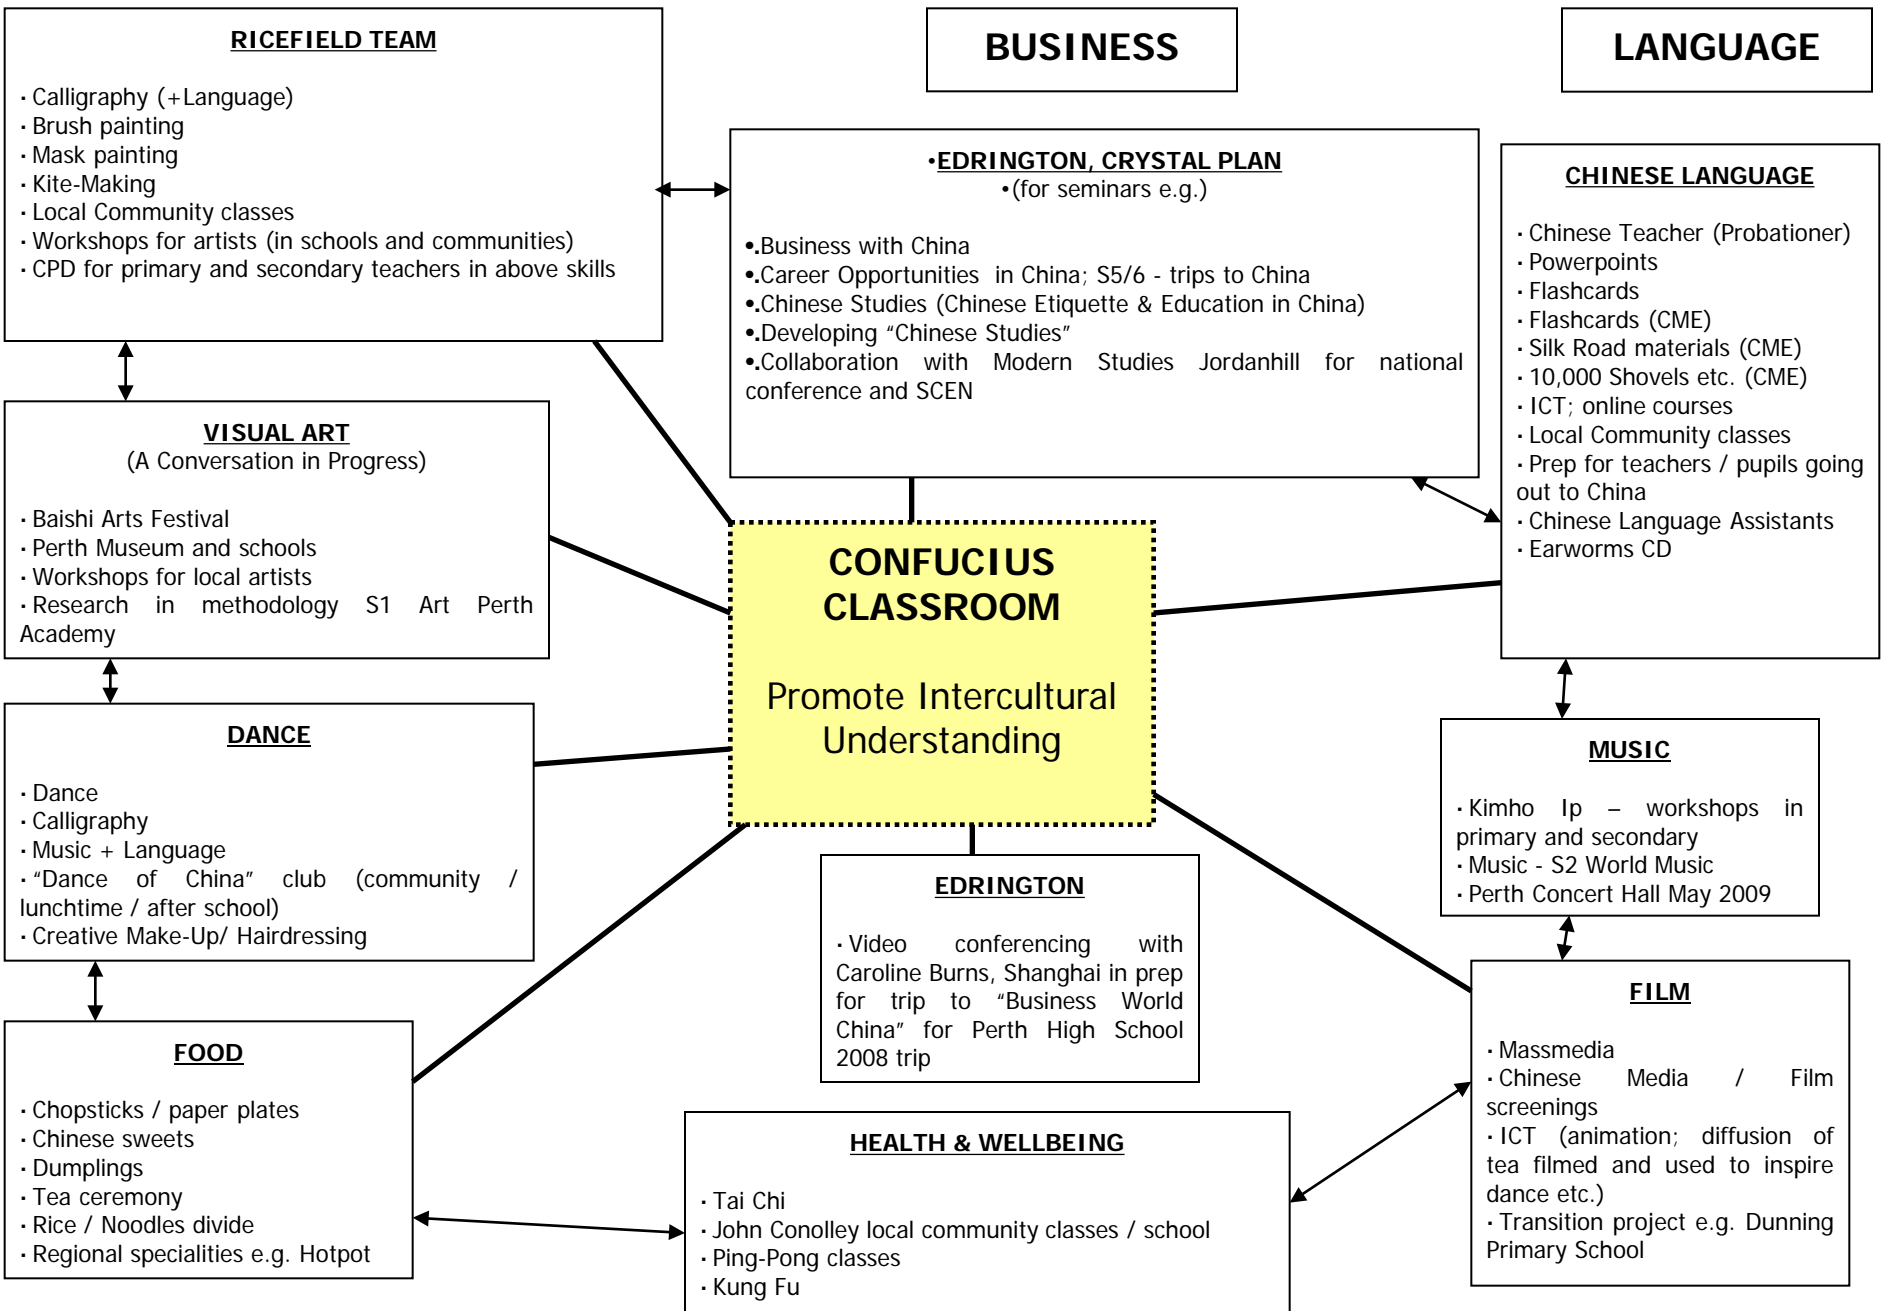 RICEFIELD TEAM
· Calligraphy (+Language)
· Brush painting
· Mask painting
· Kite-Making
· Local Community classes
· Workshops for artists (in schools and communities)
· CPD for primary and secondary teachers in above skills
BUSINESS
LANGUAGE
•EDRINGTON, CRYSTAL PLAN
•(for seminars e.g.)
•.Business with China
•.Career Opportunities in China; S5/6 - trips to China
•.Chinese Studies (Chinese Etiquette & Education in China)
•.Developing “Chinese Studies”
•.Collaboration with Modern Studies Jordanhill for national
conference and SCEN
CHINESE LANGUAGE
· Chinese Teacher (Probationer)
· Powerpoints
· Flashcards
· Flashcards (CME)
· Silk Road materials (CME)
· 10,000 Shovels etc. (CME)
· ICT; online courses
· Local Community classes
· Prep for teachers / pupils going
out to China
· Chinese Language Assistants
· Earworms CD
VISUAL ART
(A Conversation in Progress)
· Baishi Arts Festival
· Perth Museum and schools
· Workshops for local artists
· Research in methodology S1 Art Perth
Academy
CONFUCIUS
CLASSROOM
Promote Intercultural
Understanding
DANCE
· Dance
· Calligraphy
· Music + Language
· “Dance of China” club (community /
lunchtime / after school)
· Creative Make-Up/ Hairdressing
MUSIC
· Kimho Ip – workshops in
primary and secondary
· Music - S2 World Music
· Perth Concert Hall May 2009
EDRINGTON
· Video conferencing with
Caroline Burns, Shanghai in prep
for trip to “Business World
China” for Perth High School
2008 trip
FILM
· Massmedia
· Chinese Media / Film
screenings
· ICT (animation; diffusion of
tea filmed and used to inspire
dance etc.)
· Transition project e.g. Dunning
Primary School
FOOD
· Chopsticks / paper plates
· Chinese sweets
· Dumplings
· Tea ceremony
· Rice / Noodles divide
· Regional specialities e.g. Hotpot
HEALTH & WELLBEING
· Tai Chi
· John Conolley local community classes / school
· Ping-Pong classes
· Kung Fu